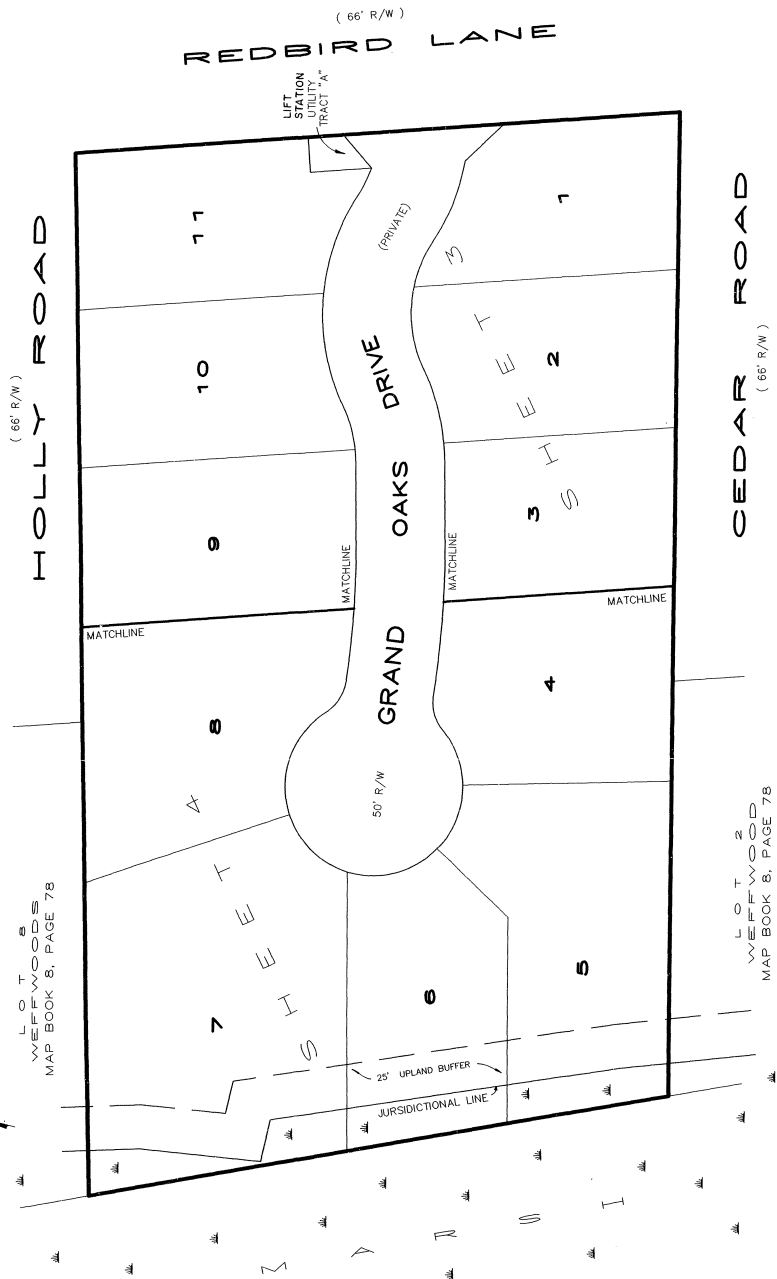 ( 66' R/W )
REDBIRD LANE
LIFT
STATION
UTILITY
TRACT "A"
HOLLY ROAD
( 66' R/W )
CEDAR ROAD
( 66' R/W )
11
1
(PRIVATE)
10
2
GRAND OAKS DRIVE
SHEET 3
9
3
MATCHLINE
MATCHLINE
MATCHLINE
MATCHLINE
8
4
50' R/W
SHEET 4
7
6
5
LOT 8
WEFFWOODS
MAP BOOK 8, PAGE 78
LOT 2
WEFFWOOD
MAP BOOK 8, PAGE 78
25' UPLAND BUFFER
JURSIDICTIONAL LINE
MARSH